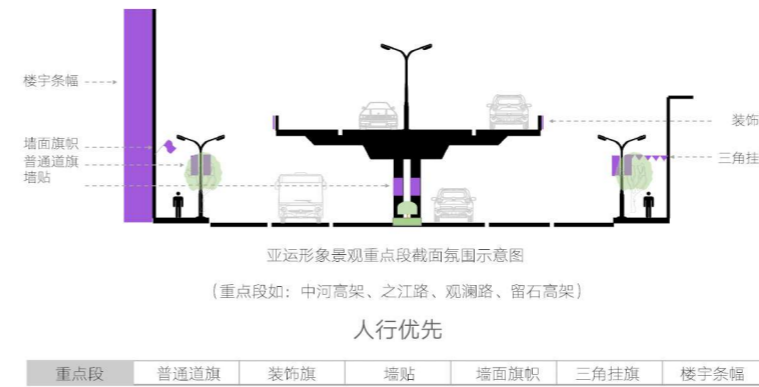 楼宇条幅
装饰
墙面旗帜
普通道旗
三角挂
墙贴
亚运形象景观重点段截面氛围示意图
（重点段如：中河高架、之江路、观澜路、留石高架）
人行优先
重点段 普通道旗 装饰旗 墙贴 墙面旗帜 三角挂旗 楼宇条幅